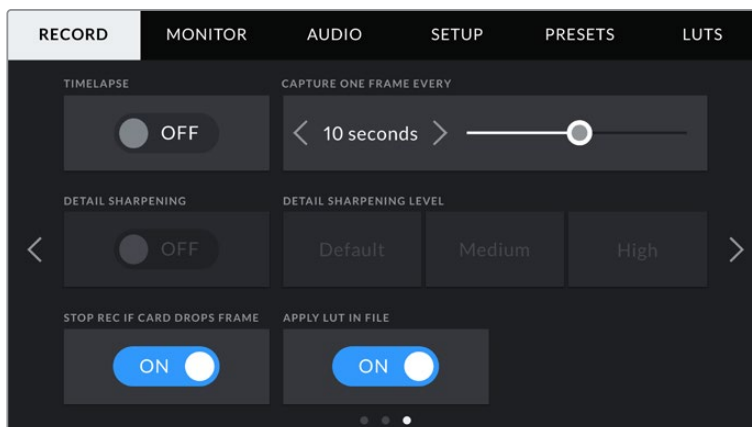 RECORD MONITOR AUDIO SETUP PRESETS LUTS
TIMELAPSE CAPTURE ONE FRAME EVERY
OFF 10 seconds
DETAIL SHARPENING DETAIL SHARPENING LEVEL
OFF Default Medium High
STOP REC IF CARD DROPS FRAME APPLY LUT IN FILE
ON ON